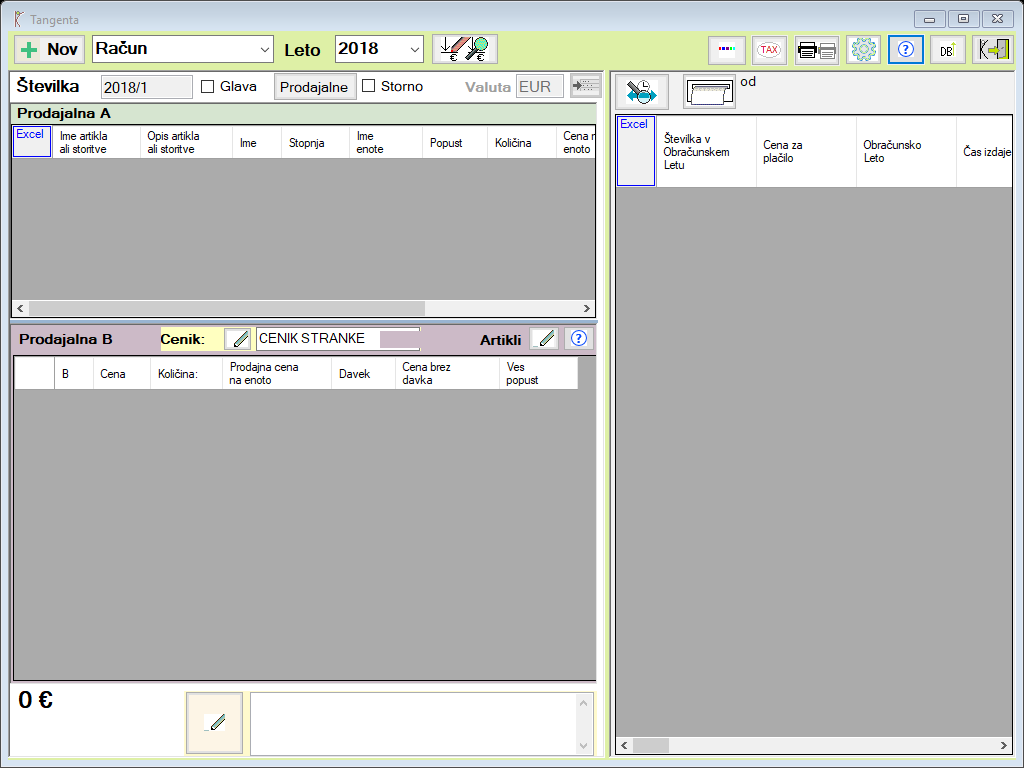 Tangenta
Nov
Račun
Leto
2018
TAX
?
DB
Številka
2018/1
Glava
Prodajalne
Storno
Valuta
EUR
od
Prodajalna A
Excel
Ime artikla
ali storitve
Opis artikla
ali storitve
Ime
Stopnja
Ime
enote
Popust
Količina
Cena
enoto
Excel
Številka v
Obračunskem
Letu
Cena za
plačilo
Obračunsko
Leto
Čas izdaje
Prodajalna B
Cenik:
CENIK STRANKE
Artikli
?
B
Cena
Količina:
Prodajna cena
na enoto
Davek
Cena brez
davka
Ves
popust
0 €